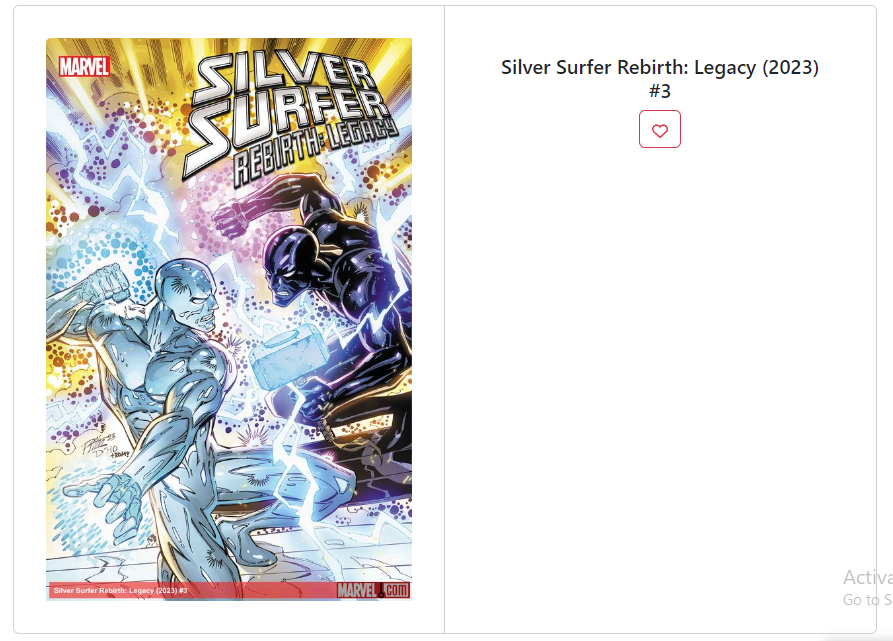 MARVEL
SILVER
SURFER
REBIRTH: LEGACY
Silver Surfer Rebirth: Legacy (2023) #3
MARVEL.com
Silver Surfer Rebirth: Legacy (2023)
#3
Activa
Go to S